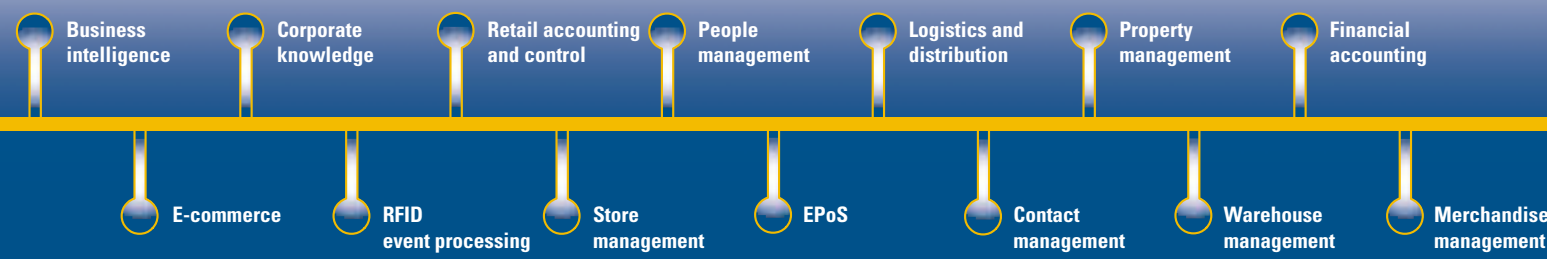 Business
intelligence
Corporate
knowledge
Retail accounting
and control
People
management
Logistics and
distribution
Property
management
Financial
accounting
E-commerce
RFID
event processing
Store
management
EPoS
Contact
management
Warehouse
management
Merchandise
management